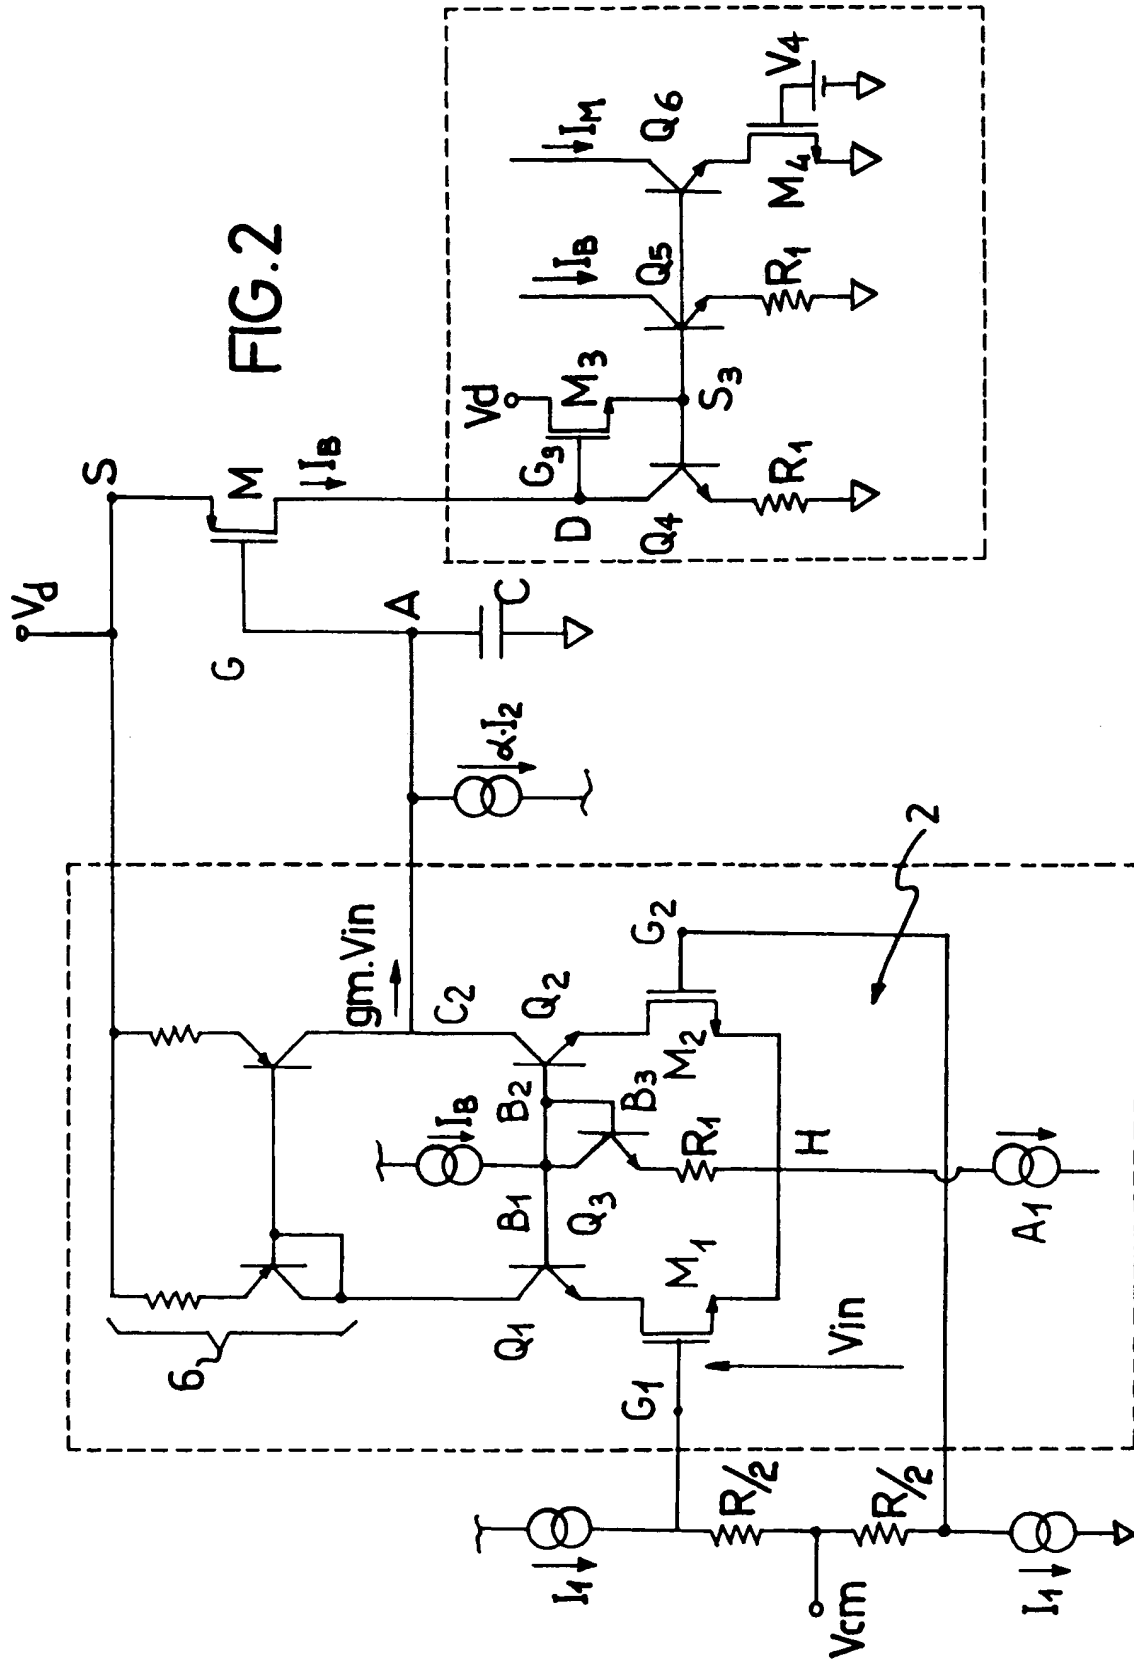 FIG.2
Vd
S
G
M
IB
A
C
α.I2
gm.Vin
C2
6
Q1
Q2
B1
B2
IB
Q3
B3
R1
M1
M2
G1
G2
H
Vin
A1
2
I1
R/2
R/2
Vcm
I1
D
G3
Vd
M3
S3
Q4
R1
IB
Q5
R1
IM
Q6
M4
V4